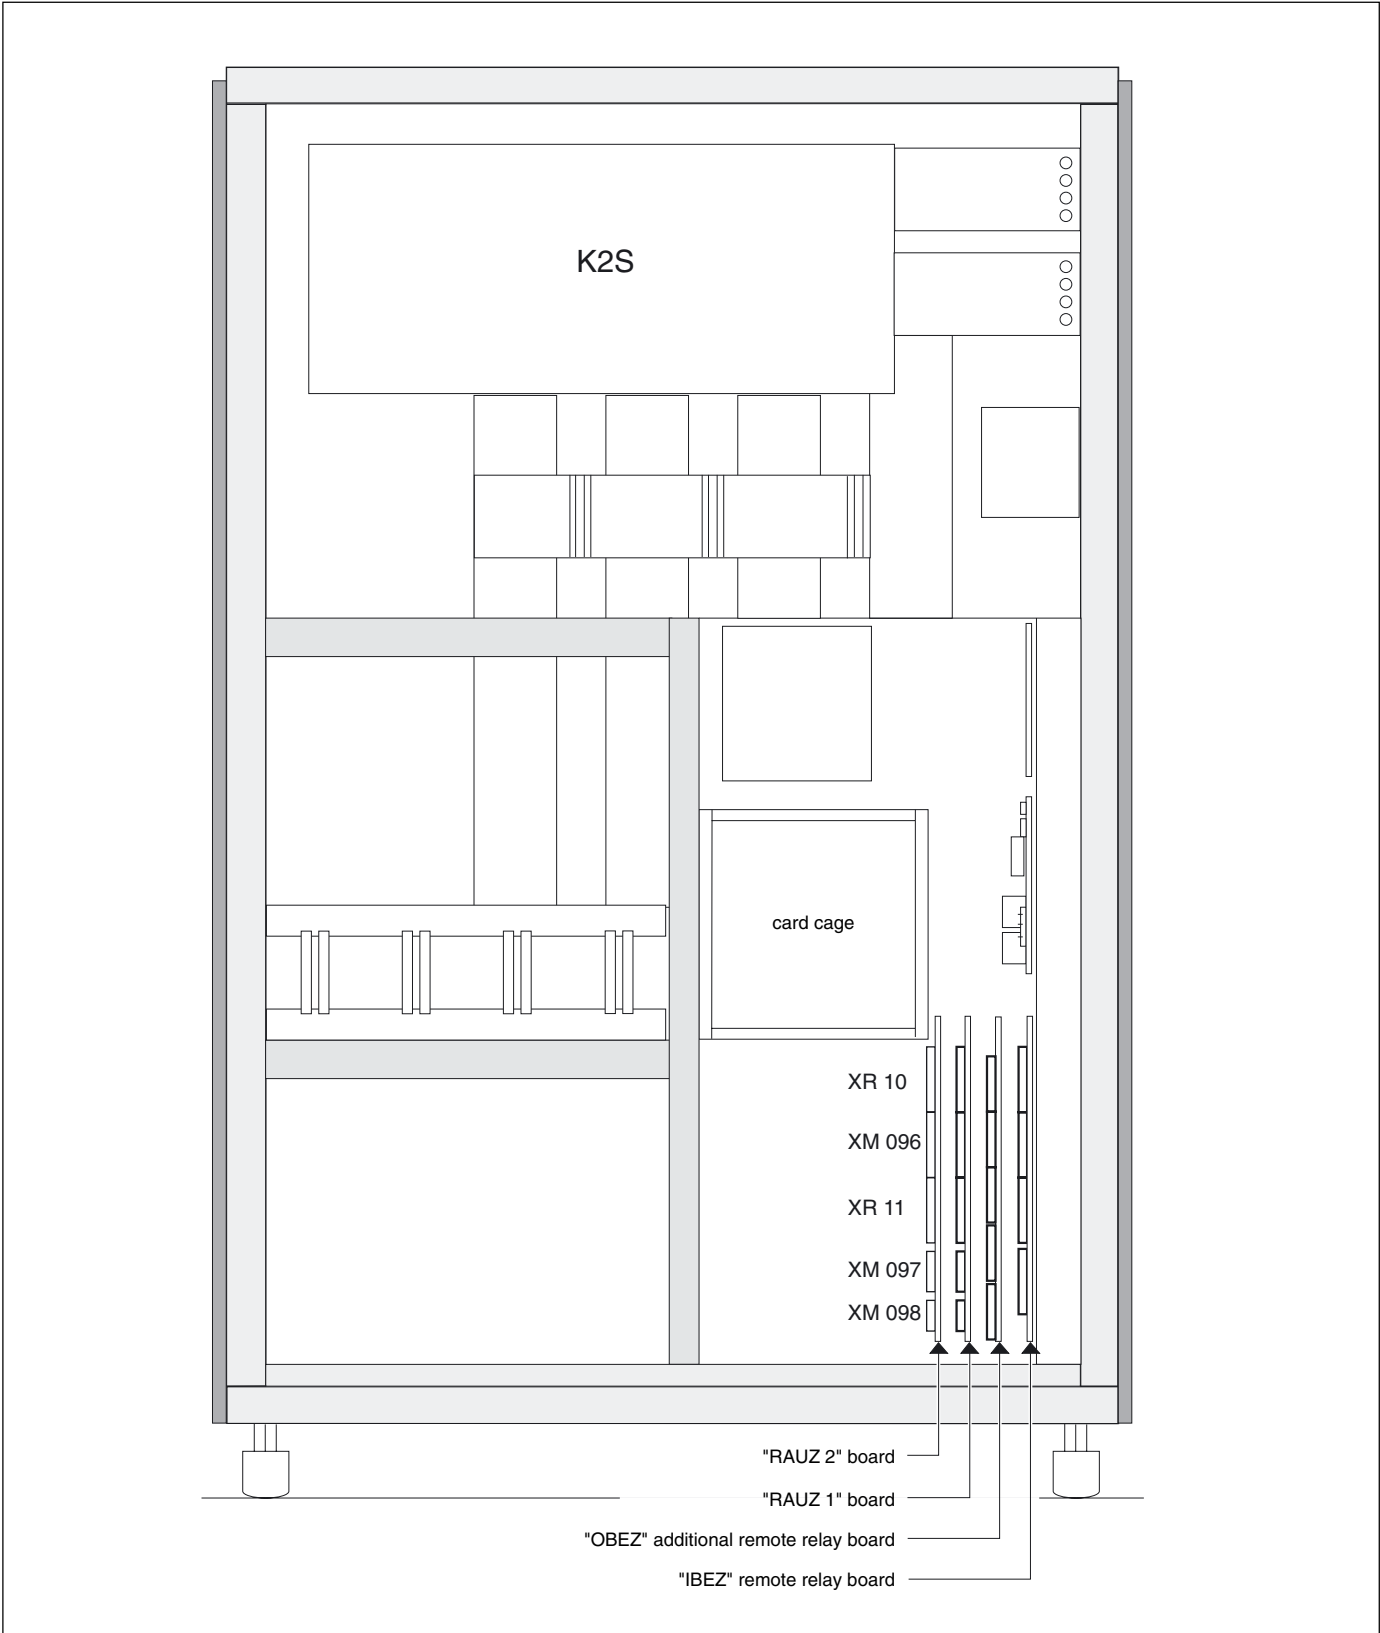 K2S
card cage
XR 10
XM 096
XR 11
XM 097
XM 098
"RAUZ 2" board
"RAUZ 1" board
"OBEZ" additional remote relay board
"IBEZ" remote relay board